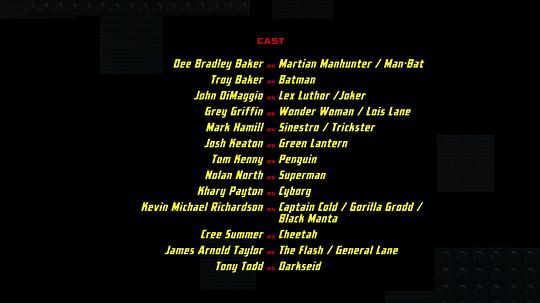 CAST
Dee Bradley Baker as Martian Manhunter / Man-Bat
Troy Baker as Batman
John DiMaggio as Lex Luthor /Joker
Grey Griffin as Wonder Woman / Lois Lane
Mark Hamill as Sinestro / Trickster
Josh Keaton as Green Lantern
Tom Kenny as Penguin
Nolan North as Superman
Khary Payton as Cyborg
Kevin Michael Richardson as Captain Cold / Gorilla Grodd /
Black Manta
Cree Summer as Cheetah
James Arnold Taylor as The Flash / General Lane
Tony Todd as Darkseid